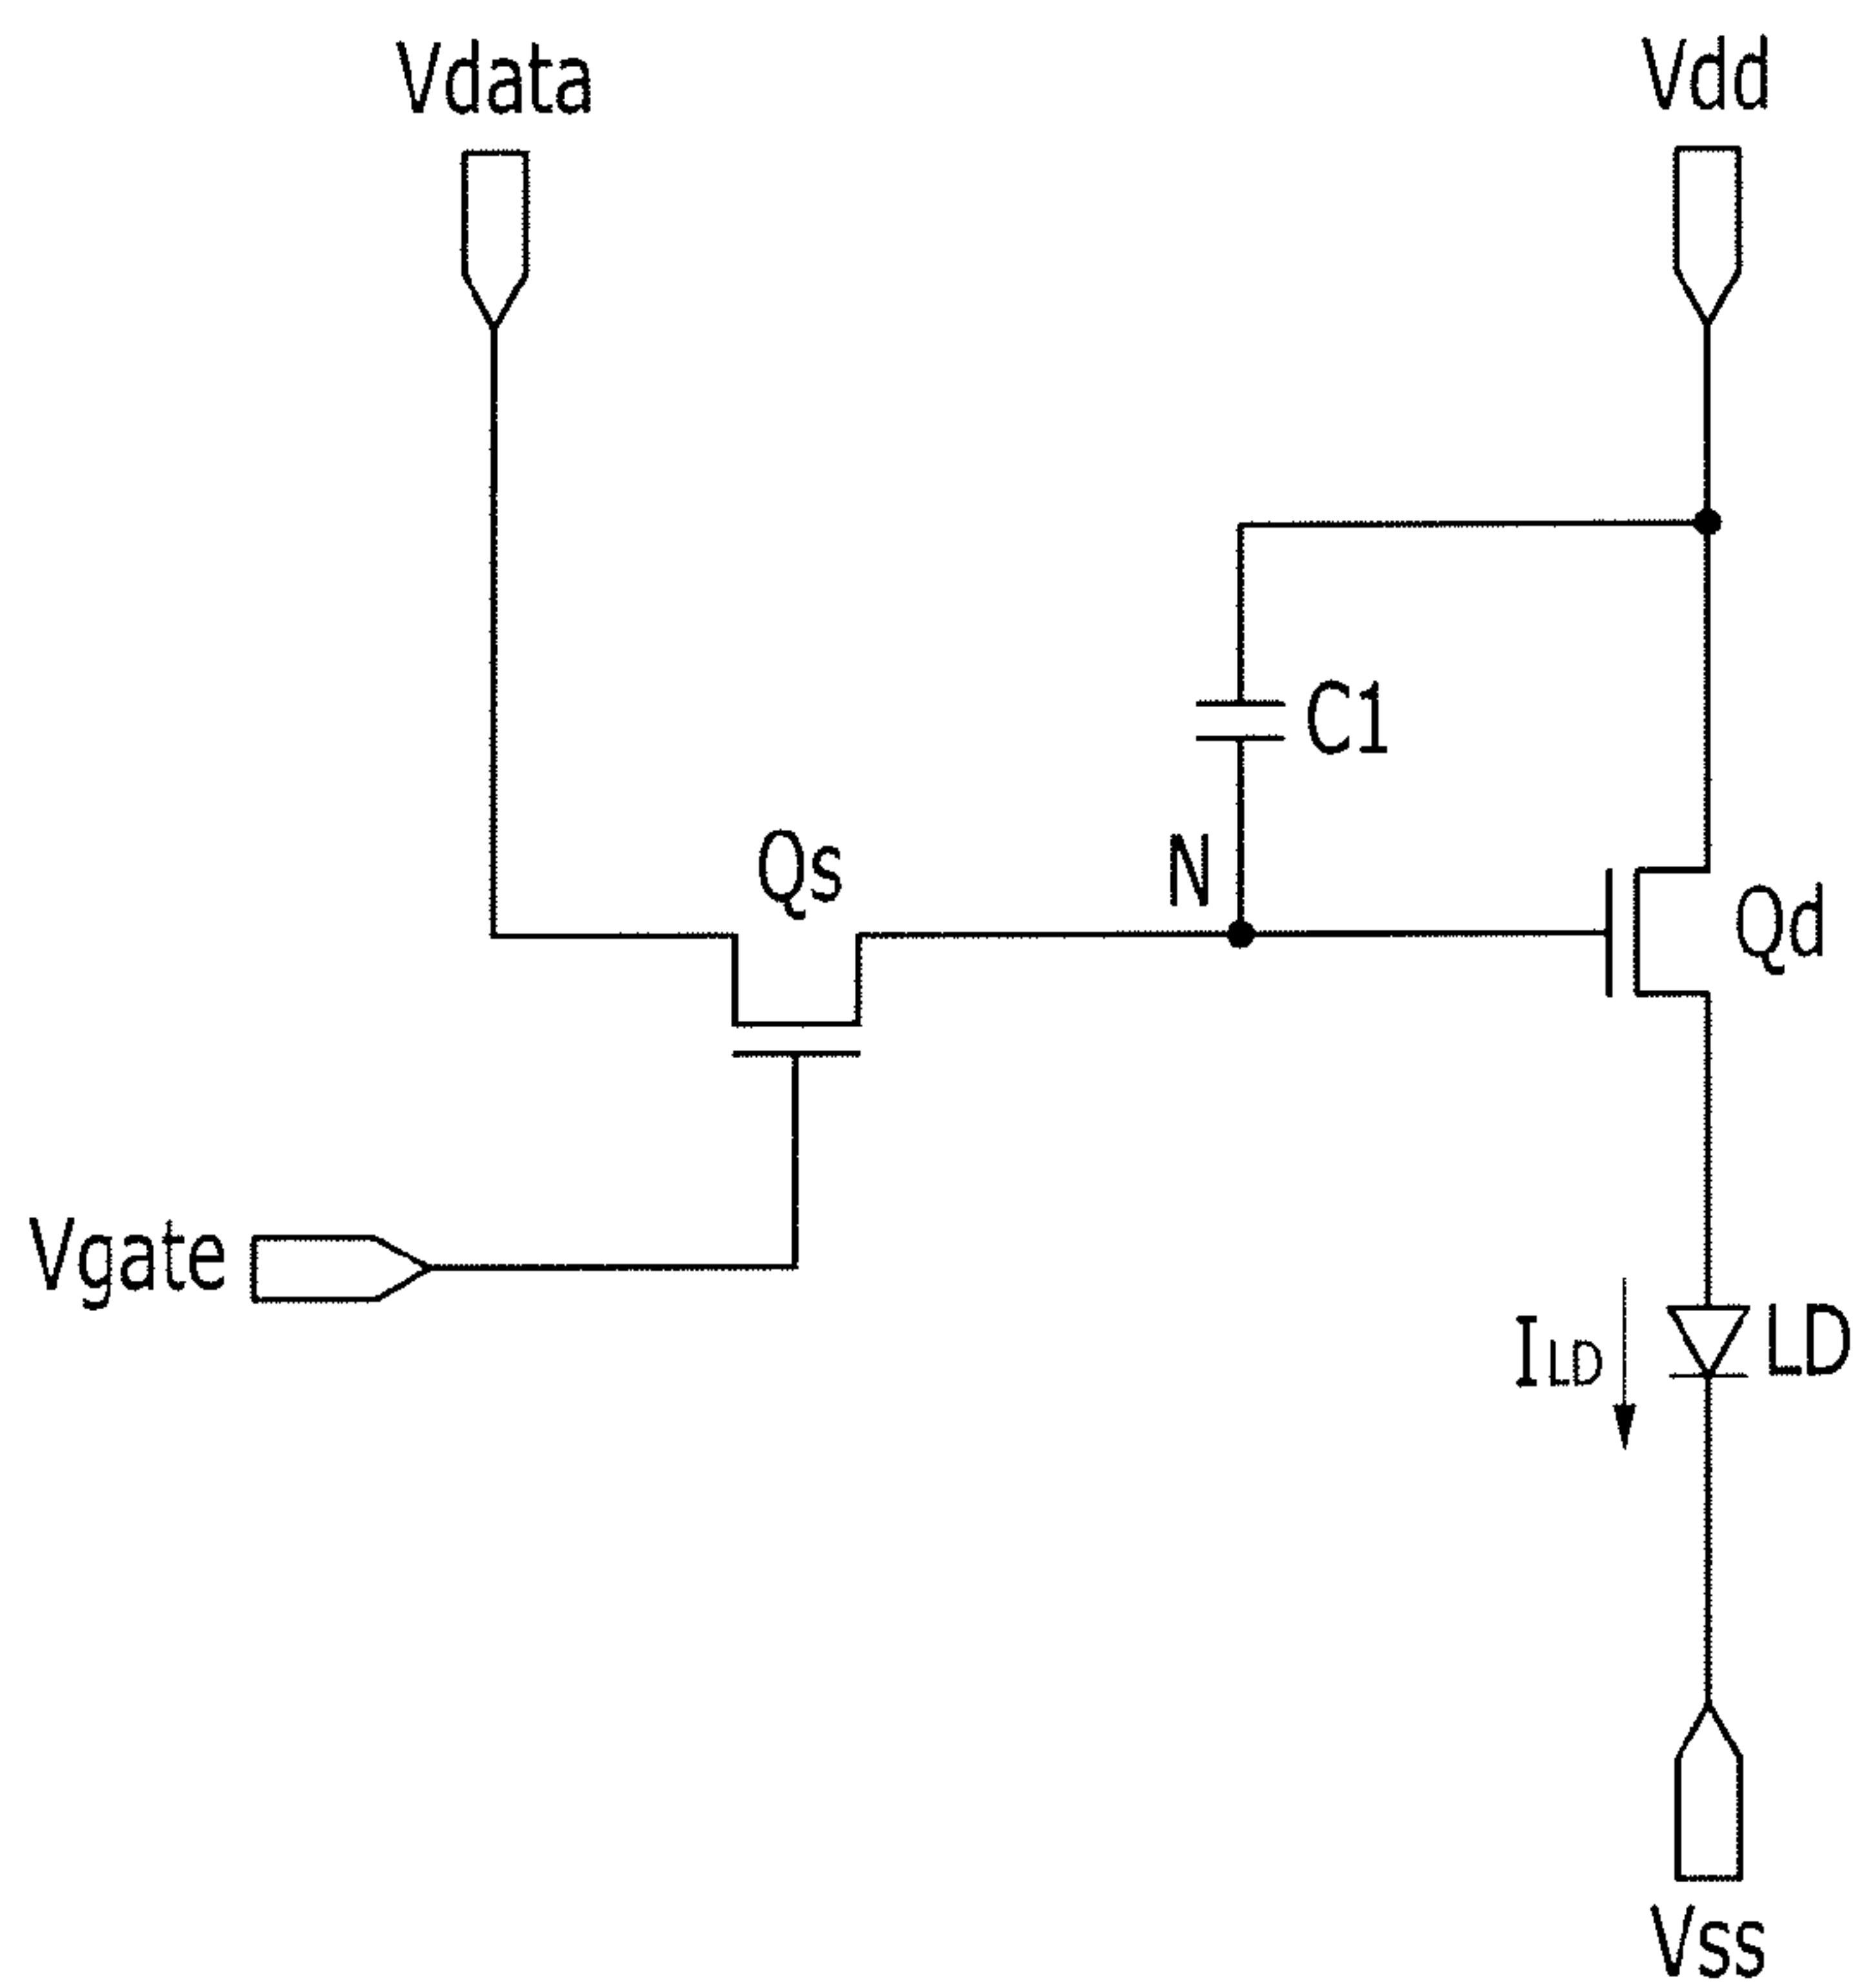 Vdata
Vdd
C1
Qs
N
Qd
Vgate
ILD
LD
Vss